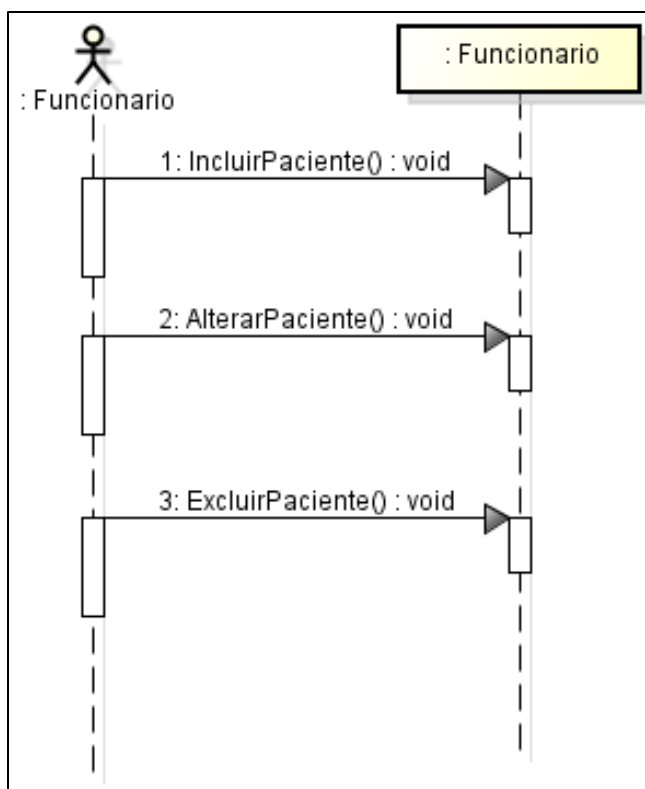 : Funcionario
: Funcionario
1: IncluirPaciente() : void
2: AlterarPaciente() : void
3: ExcluirPaciente() : void